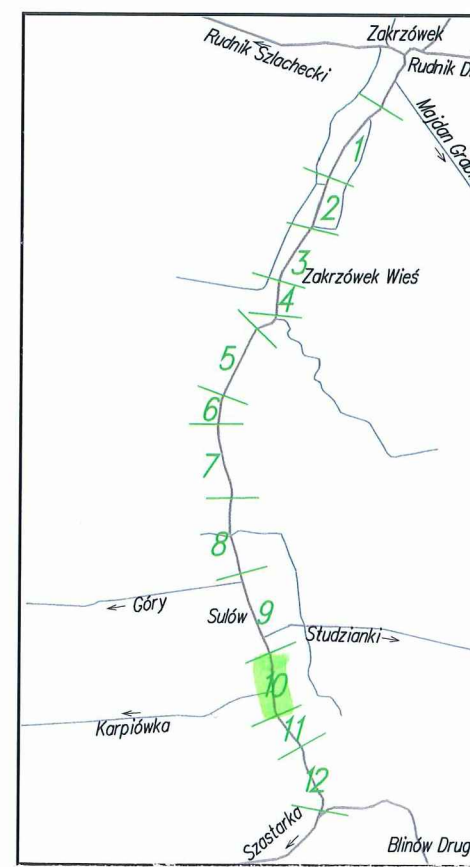 Zakrzówek
Rudnik Szlachecki
Rudnik D
Majdan Grab
1
2
3
Zakrzówek Wieś
4
5
6
7
8
Góry
9
Sulów
Studzianki
10
Karpiówka
11
12
Szastarka
Blinów Drug